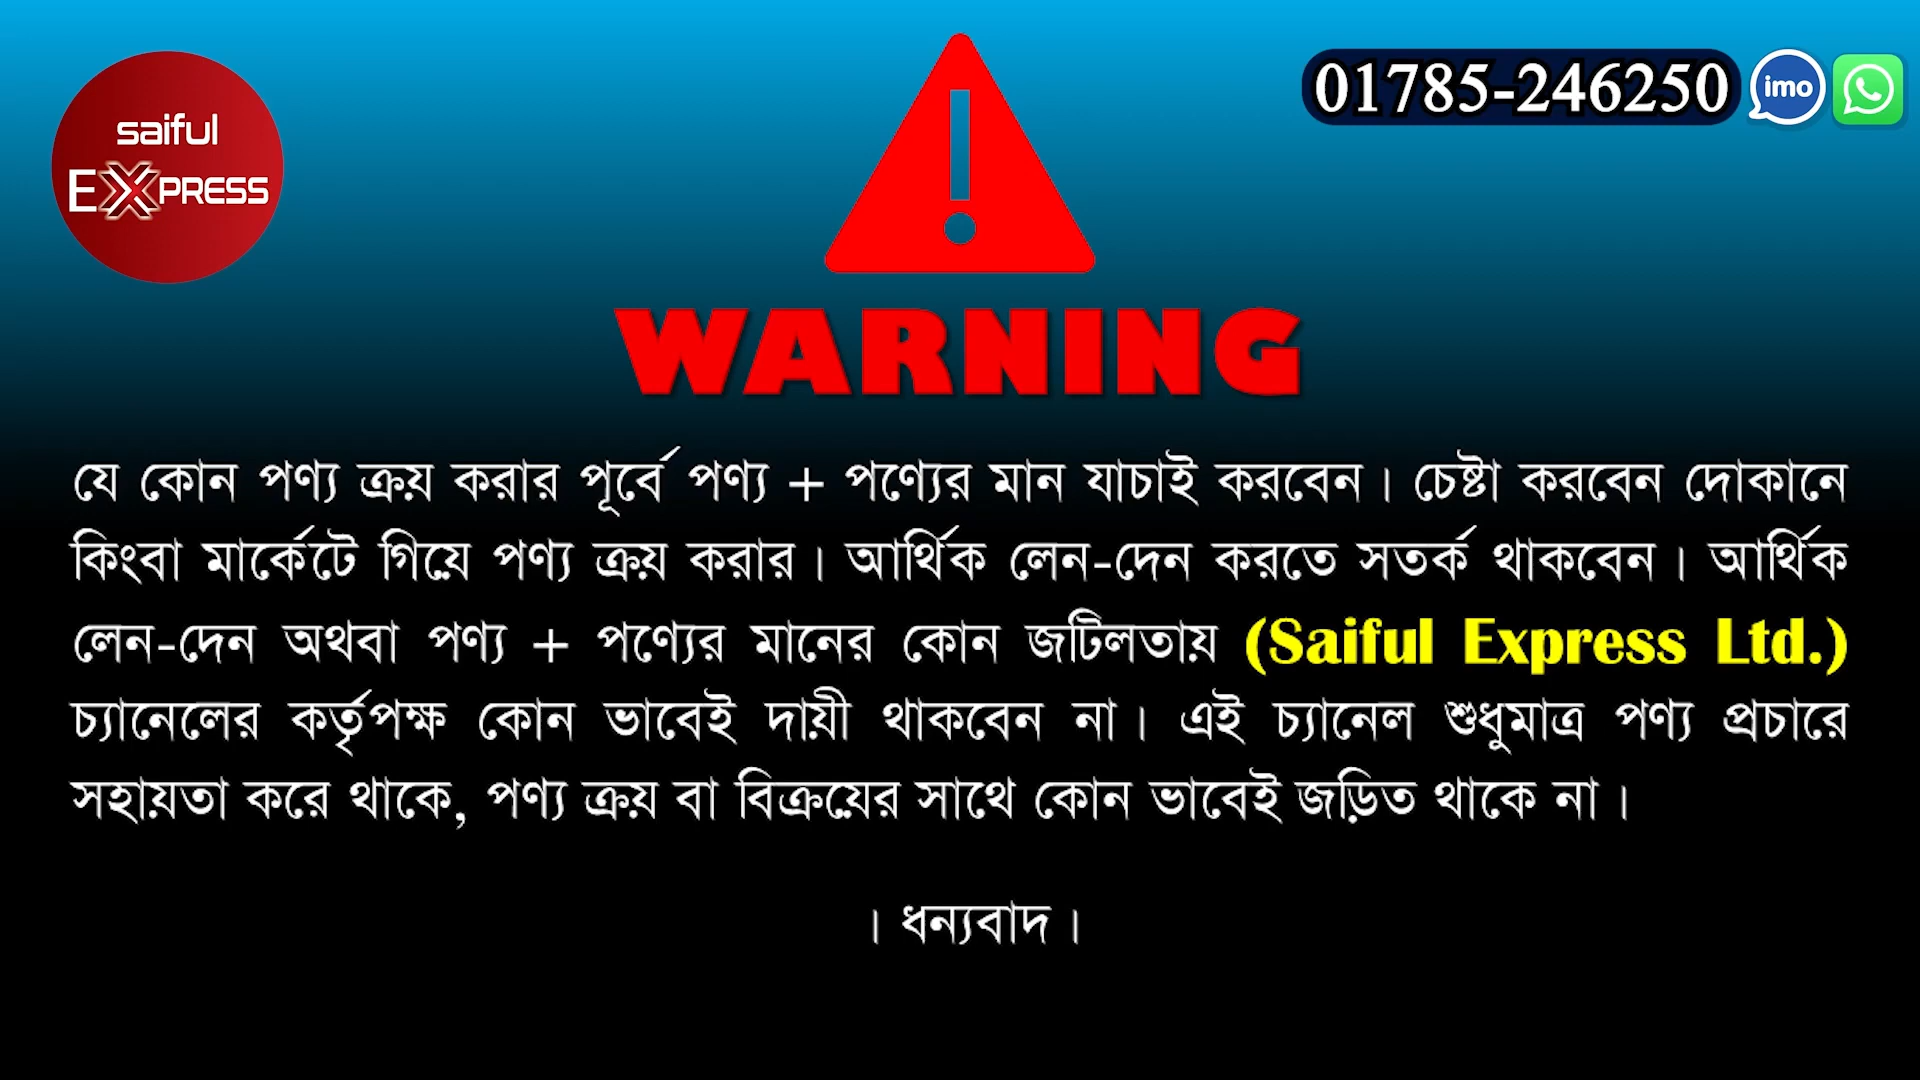 saiful
EXPRESS
01785-246250
imo
WARNING
যে কোন পণ্য ক্রয় করার পূর্বে পণ্য + পণ্যের মান যাচাই করবেন। চেষ্টা করবেন দোকানে
কিংবা মার্কেটে গিয়ে পণ্য ক্রয় করার। আর্থিক লেন-দেন করতে সতর্ক থাকবেন। আর্থিক
লেন-দেন অথবা পণ্য + পণ্যের মানের কোন জটিলতায় (Saiful Express Ltd.)
চ্যানেলের কর্তৃপক্ষ কোন ভাবেই দায়ী থাকবেন না। এই চ্যানেল শুধুমাত্র পণ্য প্রচারে
সহায়তা করে থাকে, পণ্য ক্রয় বা বিক্রয়ের সাথে কোন ভাবেই জড়িত থাকে না।
। ধন্যবাদ।